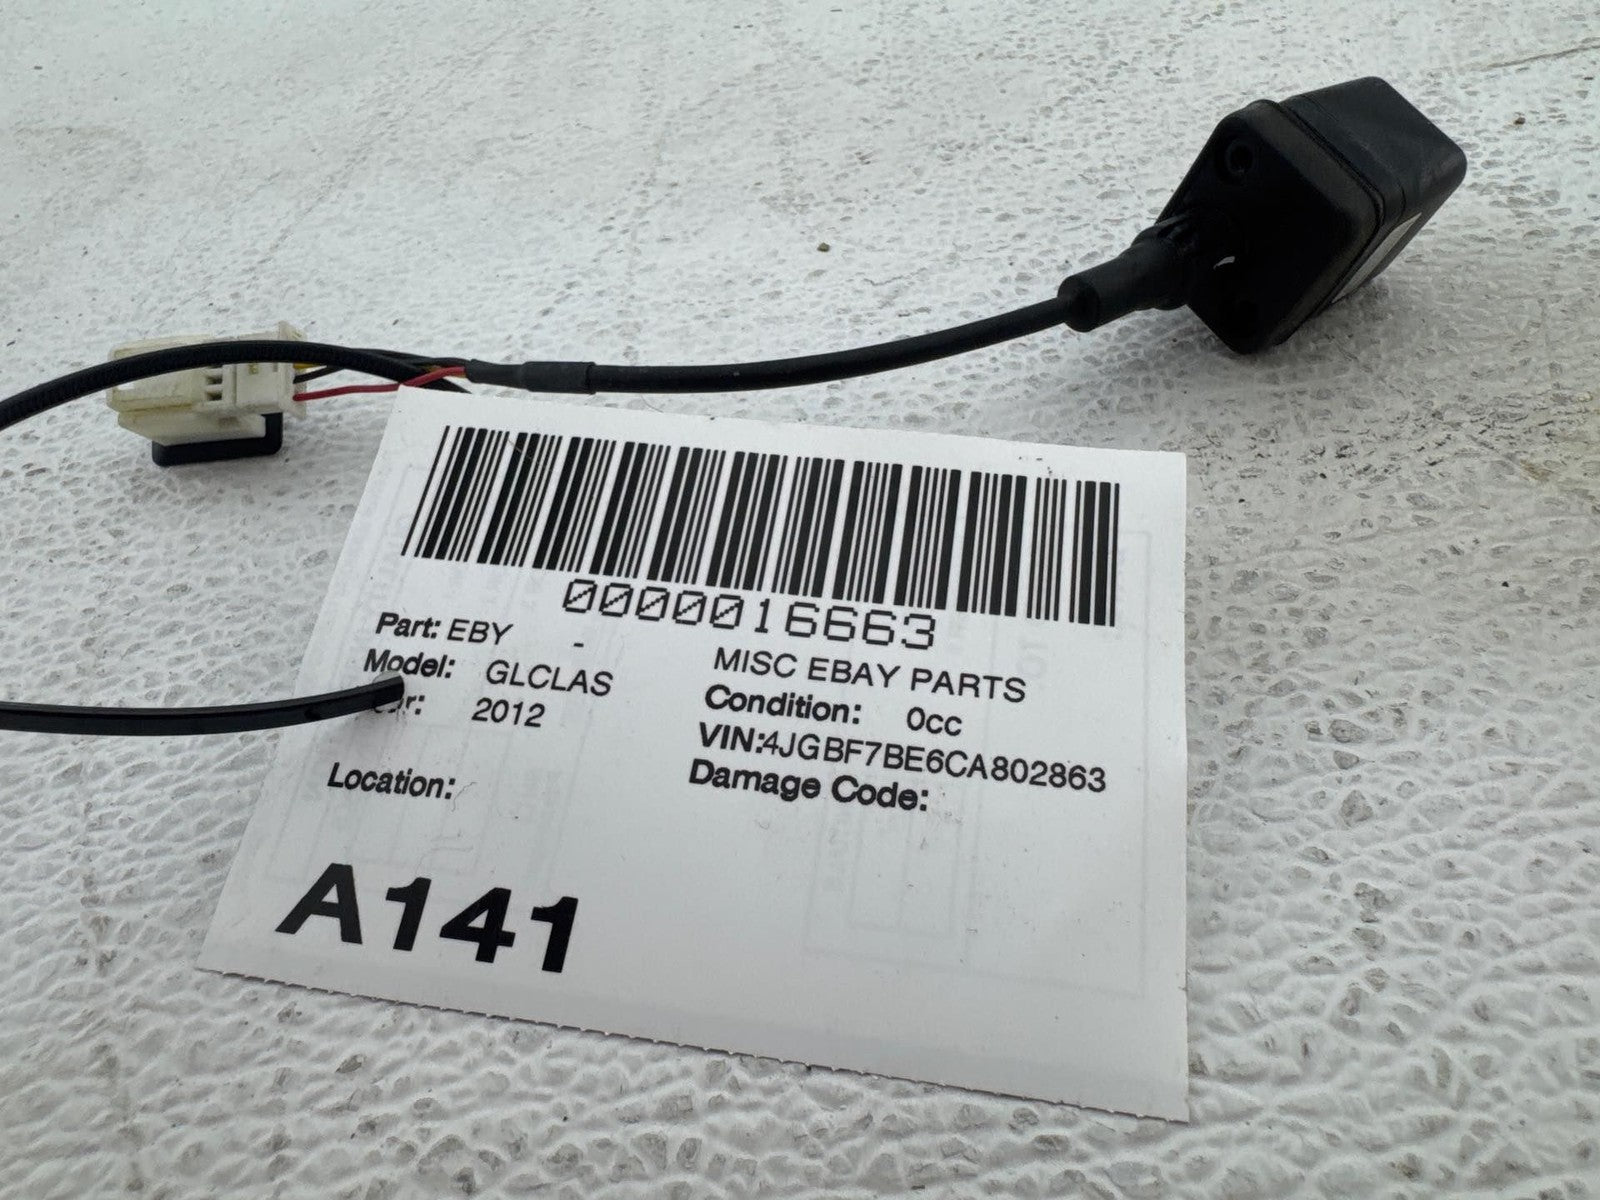 0000016663
Part: EBY -
MISC EBAY PARTS
Model: GLCLAS
Condition: 0cc
2012
VIN:4JGBF7BE6CA802863
Location:
Damage Code:
A141